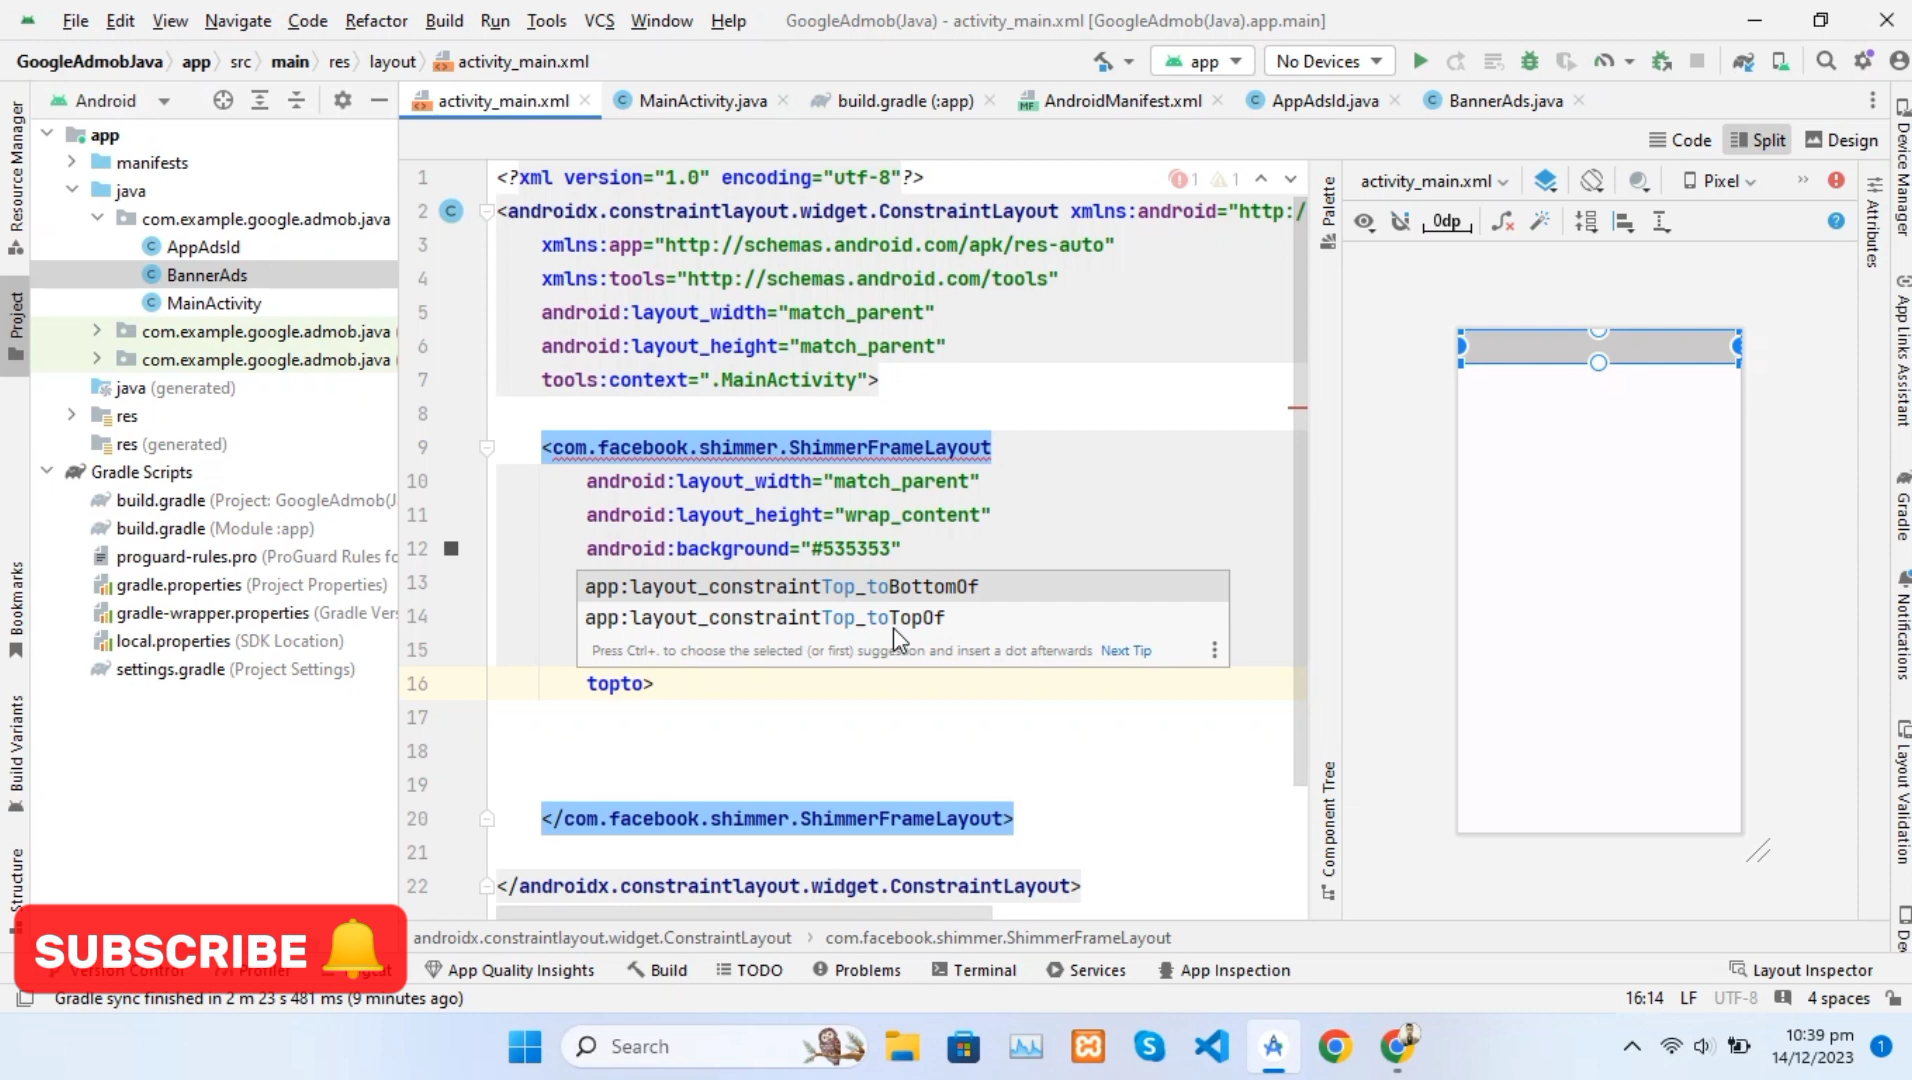 File Edit View Navigate Code Refactor Build Run Tools VCS Window Help GoogleAdmob(Java) - activity_main.xml [GoogleAdmob(Java).app.main]
GoogleAdmobJava app src main res layout activity_main.xml app No Devices
Android activity_main.xml MainActivity.java build.gradle (:app) AndroidManifest.xml AppAdsId.java BannerAds.java
Code Split Design
Resource Manager
Project
Bookmarks
Build Variants
Structure
app
manifests
java
com.example.google.admob.java
AppAdsId
BannerAds
MainActivity
com.example.google.admob.java
com.example.google.admob.java
java (generated)
res
res (generated)
Gradle Scripts
build.gradle (Project: GoogleAdmob(J
build.gradle (Module :app)
proguard-rules.pro (ProGuard Rules fo
gradle.properties (Project Properties)
gradle-wrapper.properties (Gradle Ver
local.properties (SDK Location)
settings.gradle (Project Settings)
1 <?xml version="1.0" encoding="utf-8"?> 1 1
2 <androidx.constraintlayout.widget.ConstraintLayout xmlns:android="http:/
3 xmlns:app="http://schemas.android.com/apk/res-auto"
4 xmlns:tools="http://schemas.android.com/tools"
5 android:layout_width="match_parent"
6 android:layout_height="match_parent"
7 tools:context=".MainActivity">
8
9 <com.facebook.shimmer.ShimmerFrameLayout
10 android:layout_width="match_parent"
11 android:layout_height="wrap_content"
12 android:background="#535353"
13 app:layout_constraintTop_toBottomOf
14 app:layout_constraintTop_toTopOf
15 Press Ctrl+. to choose the selected (or first) suggestion and insert a dot afterwards Next Tip
16 topto>
17
18
19
20 </com.facebook.shimmer.ShimmerFrameLayout>
21
22 </androidx.constraintlayout.widget.ConstraintLayout>
Palette
Component Tree
activity_main.xml Pixel
0dp
Attributes
Device Manager
App Links Assistant
Gradle
Notifications
Layout Validation
De
SUBSCRIBE
androidx.constraintlayout.widget.ConstraintLayout com.facebook.shimmer.ShimmerFrameLayout
Version Control Profiler App Quality Insights Build TODO Problems Terminal Services App Inspection Layout Inspector
Gradle sync finished in 2 m 23 s 481 ms (9 minutes ago) 16:14 LF UTF-8 4 spaces
Search
10:39 pm
14/12/2023
1